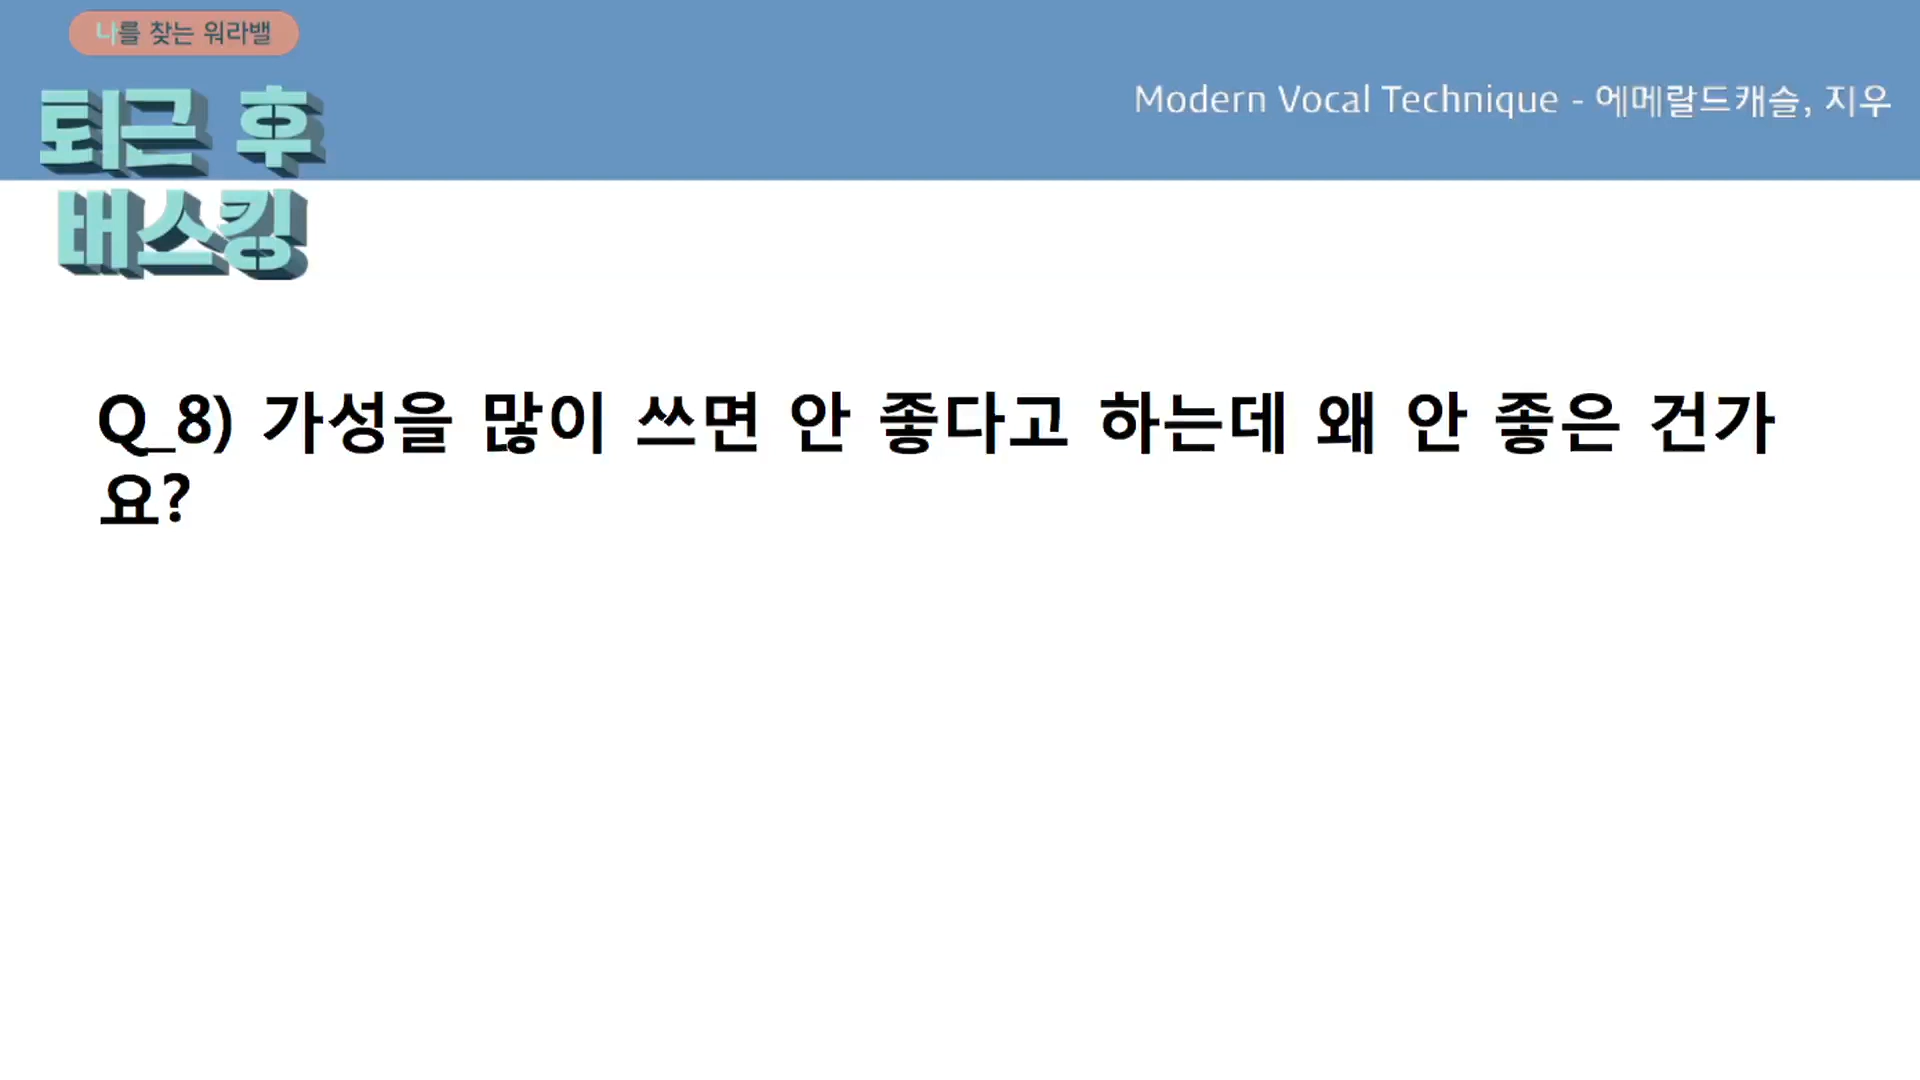 나를 찾는 워라밸
퇴근 후
버스킹
Modern Vocal Technique - 에메랄드캐슬, 지우
Q_8) 가성을 많이 쓰면 안 좋다고 하는데 왜 안 좋은 건가
요?